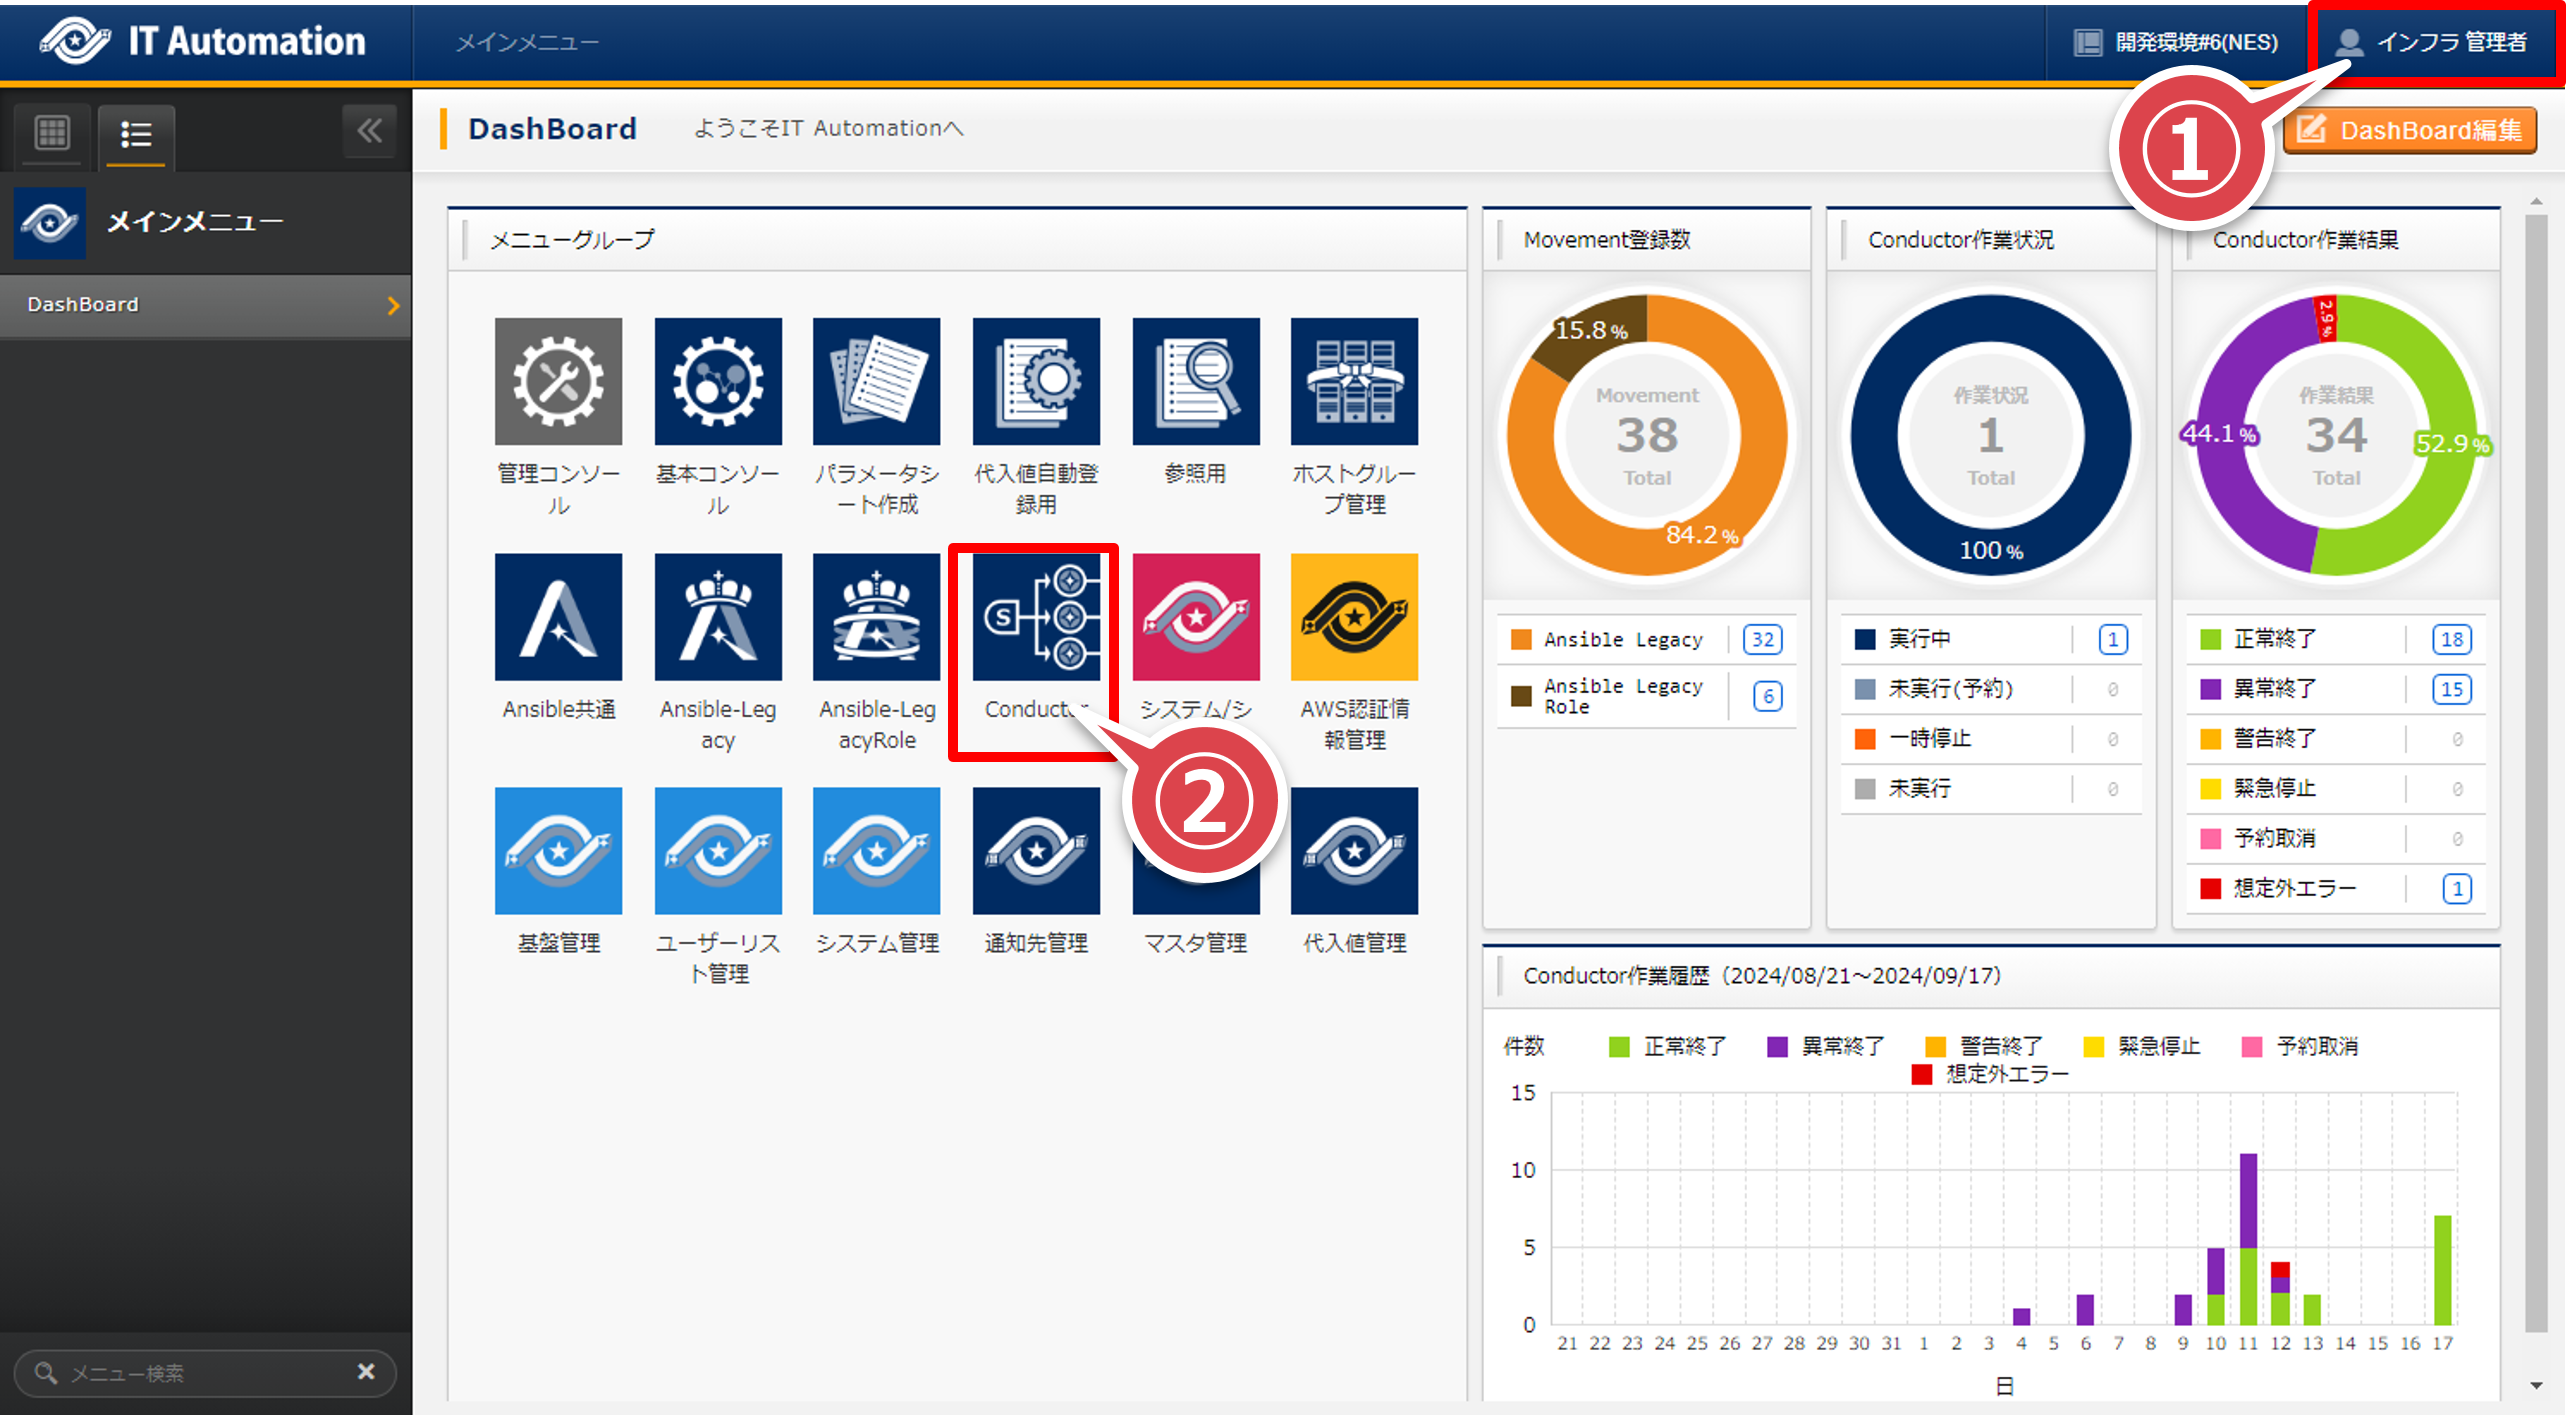 IT Automation
メインメニュー
開発環境#6(NES)
インフラ 管理者
①
メインメニュー
DashBoard
DashBoard
ようこそIT Automationへ
DashBoard編集
メニューグループ
管理コンソー
ル
基本コンソー
ル
パラメータシ
ート作成
代入値自動登
録用
参照用
ホストグルー
プ管理
S
Ansible共通
Ansible-Leg
acy
Ansible-Leg
acyRole
Conductor
システム/シ
AWS認証情
報管理
②
基盤管理
ユーザーリス
ト管理
システム管理
通知先管理
マスタ管理
代入値管理
Movement登録数
15.8 %
Movement
38
Total
84.2 %
Ansible Legacy
32
Ansible Legacy
Role
6
Conductor作業状況
作業状況
1
Total
100 %
実行中
1
未実行(予約)
0
一時停止
0
未実行
0
Conductor作業結果
2.9 %
44.1 %
作業結果
34
Total
52.9 %
正常終了
18
異常終了
15
警告終了
0
緊急停止
0
予約取消
0
想定外エラー
1
Conductor作業履歴（2024/08/21～2024/09/17）
件数
正常終了
異常終了
警告終了
緊急停止
予約取消
想定外エラー
15
10
5
0
21 22 23 24 25 26 27 28 29 30 31 1 2 3 4 5 6 7 8 9 10 11 12 13 14 15 16 17
日
メニュー検索